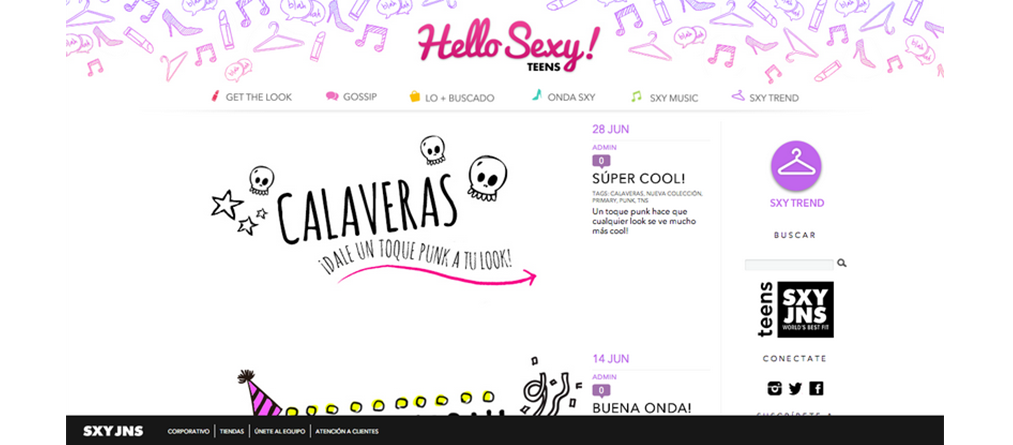 Hello Sexy!
TEENS
GET THE LOOK
GOSSIP
LO + BUSCADO
ONDA SXY
SXY MUSIC
SXY TREND
CALAVERAS
¡DALE UN TOQUE PUNK A TU LOOK!
28 JUN
ADMIN
0
SÚPER COOL!
TAGS: CALAVERAS, NUEVA COLECCIÓN,
PRIMARY, PUNK, TNS
Un toque punk hace que
cualquier look se ve mucho
más cool!
14 JUN
ADMIN
0
BUENA ONDA!
SXY TREND
BUSCAR
teens
SXY
JNS
WORLD'S BEST FIT
CONECTATE
SXY JNS
CORPORATIVO
TIENDAS
ÚNETE AL EQUIPO
ATENCIÓN A CLIENTES